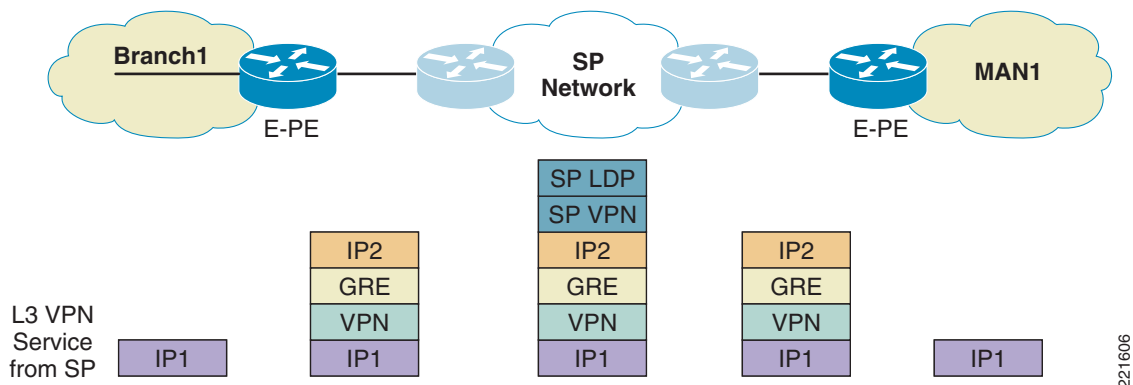 Branch1
SP
Network
MAN1
E-PE
E-PE
SP LDP
SP VPN
IP2
IP2
IP2
GRE
GRE
GRE
L3 VPN
Service
from SP
VPN
VPN
VPN
IP1
IP1
IP1
IP1
IP1
221606